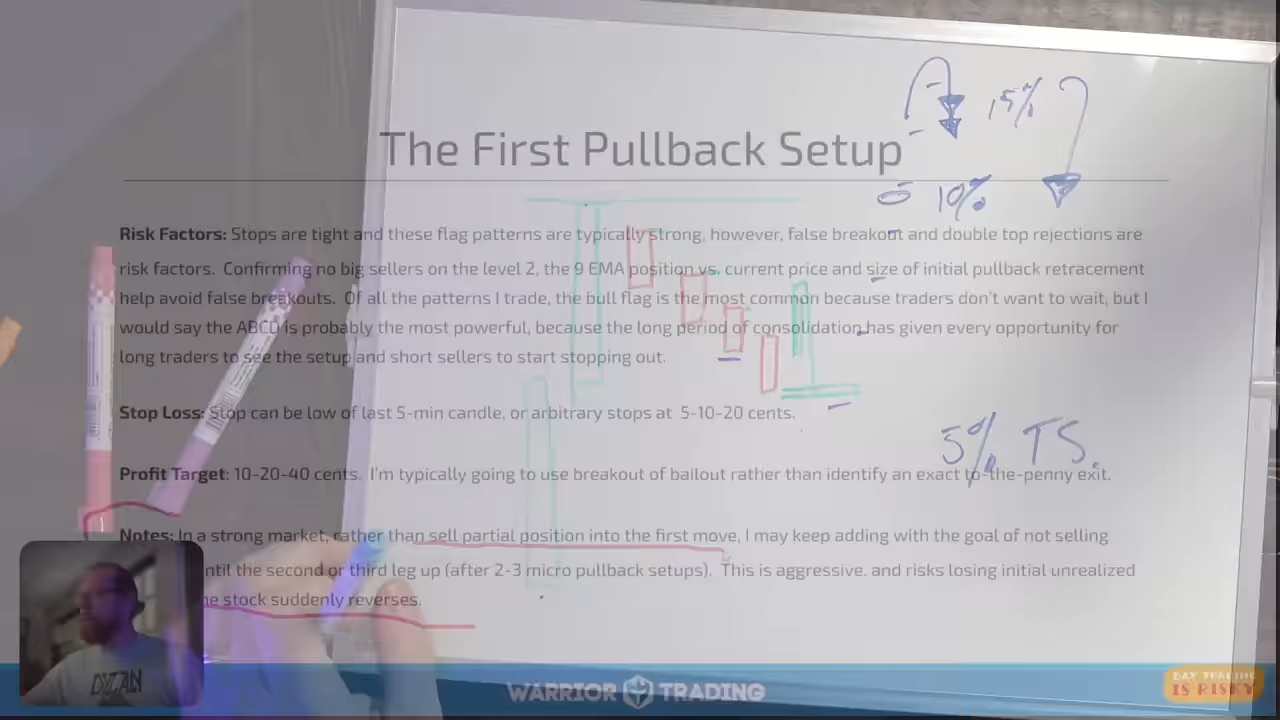 15%
The First Pullback Setup
10%
Risk Factors: Stops are tight and these flag patterns are typically strong, however, false breakout and double top rejections are
risk factors. Confirming no big sellers on the level 2, the 9 EMA position vs. current price and size of initial pullback retracement
help avoid false breakouts. Of all the patterns I trade, the bull flag is the most common because traders don't want to wait, but I
would say the ABCD is probably the most powerful, because the long period of consolidation has given every opportunity for
long traders to see the setup and short sellers to start stopping out.
Stop Loss: Stop can be low of last 5-min candle, or arbitrary stops at 5-10-20 cents.
5% TS.
Profit Target: 10-20-40 cents. I'm typically going to use breakout of bailout rather than identify an exact to-the-penny exit.
Notes: In a strong market, rather than sell partial position into the first move, I may keep adding with the goal of not selling
until the second or third leg up (after 2-3 micro pullback setups). This is aggressive. and risks losing initial unrealized
stock suddenly reverses.
WARRIOR TRADING
DAY TRADING
IS RISKY